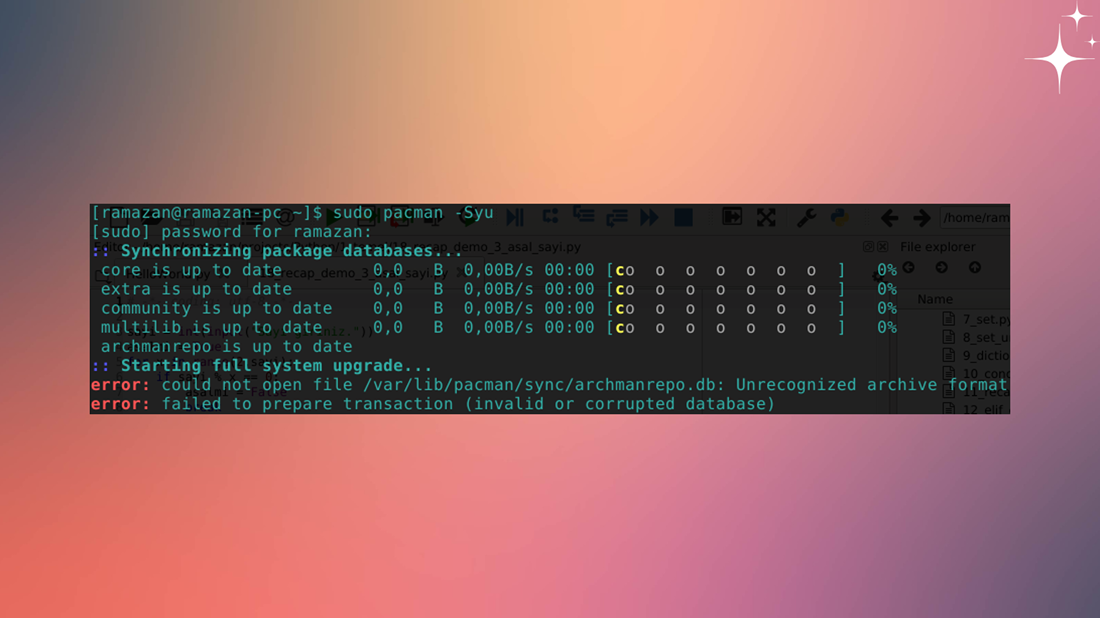 [ramazan@ramazan-pc ~]$ sudo pacman -Syu
[sudo] password for ramazan:
:: Synchronizing package databases...
core is up to date 0,0 B 0,00B/s 00:00 [co o o o o o o ] 0%
extra is up to date 0,0 B 0,00B/s 00:00 [co o o o o o o ] 0%
community is up to date 0,0 B 0,00B/s 00:00 [co o o o o o o ] 0%
multilib is up to date 0,0 B 0,00B/s 00:00 [co o o o o o o ] 0%
archmanrepo is up to date
:: Starting full system upgrade...
error: could not open file /var/lib/pacman/sync/archmanrepo.db: Unrecognized archive format
error: failed to prepare transaction (invalid or corrupted database)
/home/ram
recap_demo_3_asal_sayi.py
File explorer
Name
7_set.py
8_set_u
9_dictio
10_cond
11_reca
12_elif